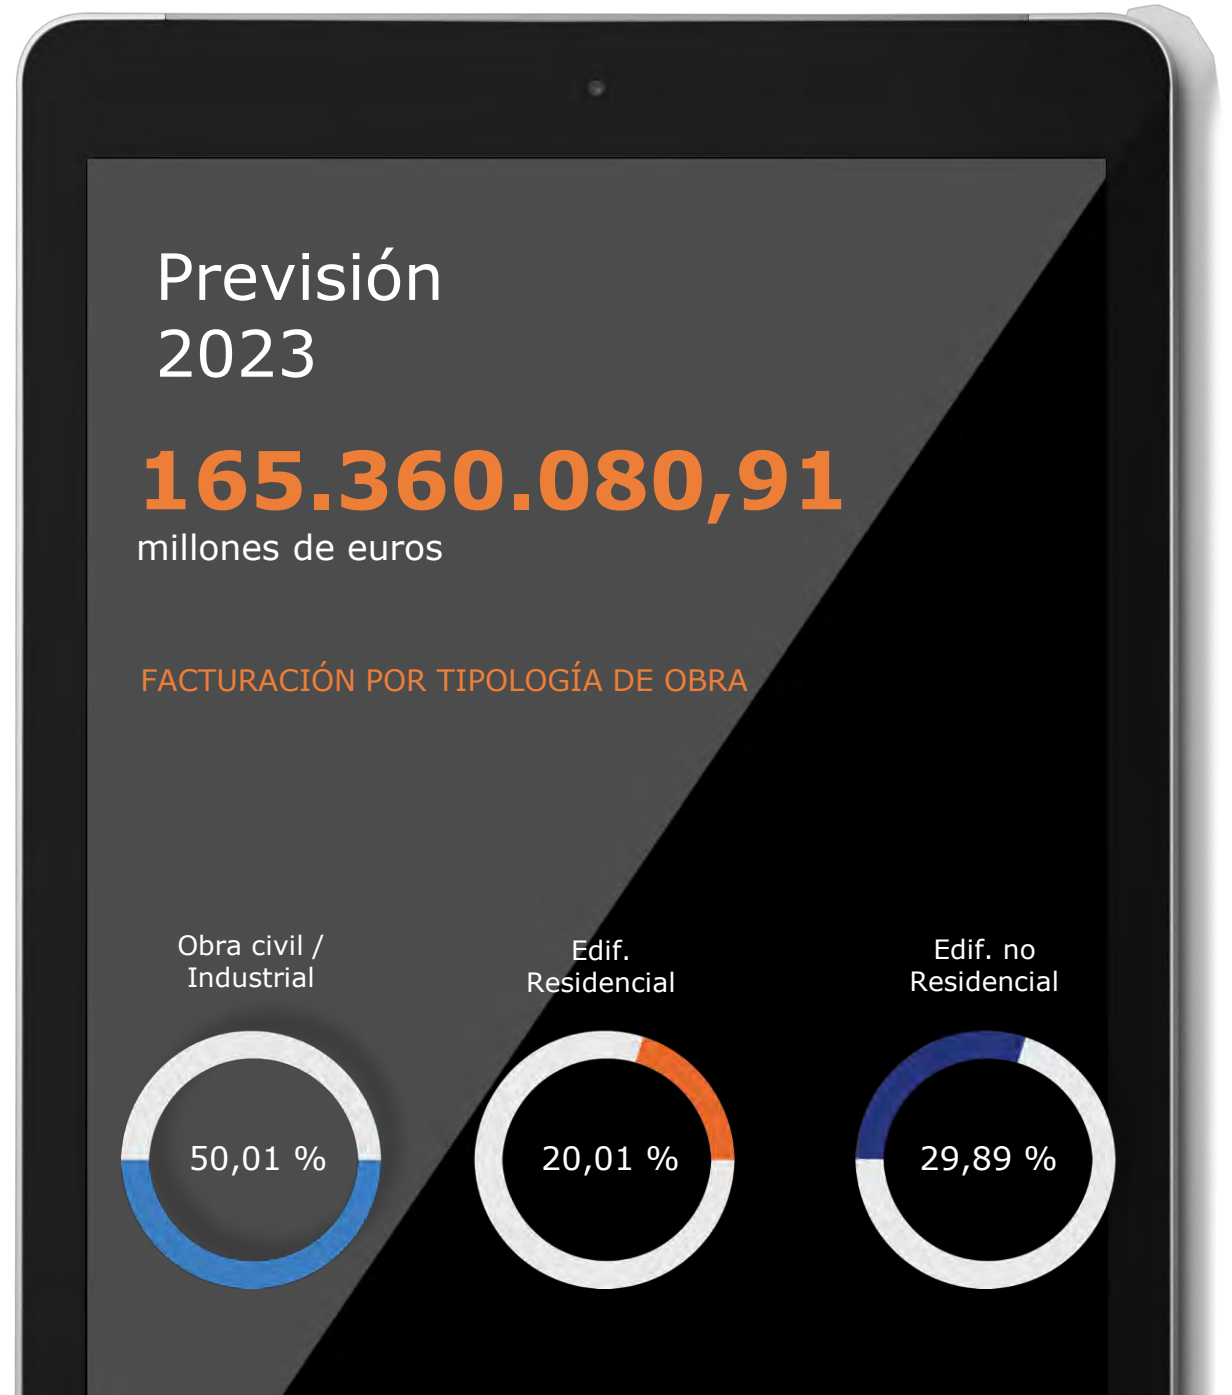 Previsión
2023
165.360.080,91
millones de euros
FACTURACIÓN POR TIPOLOGÍA DE OBRA
Obra civil /
Industrial
Edif.
Residencial
Edif. no
Residencial
50,01 %
20,01 %
29,89 %